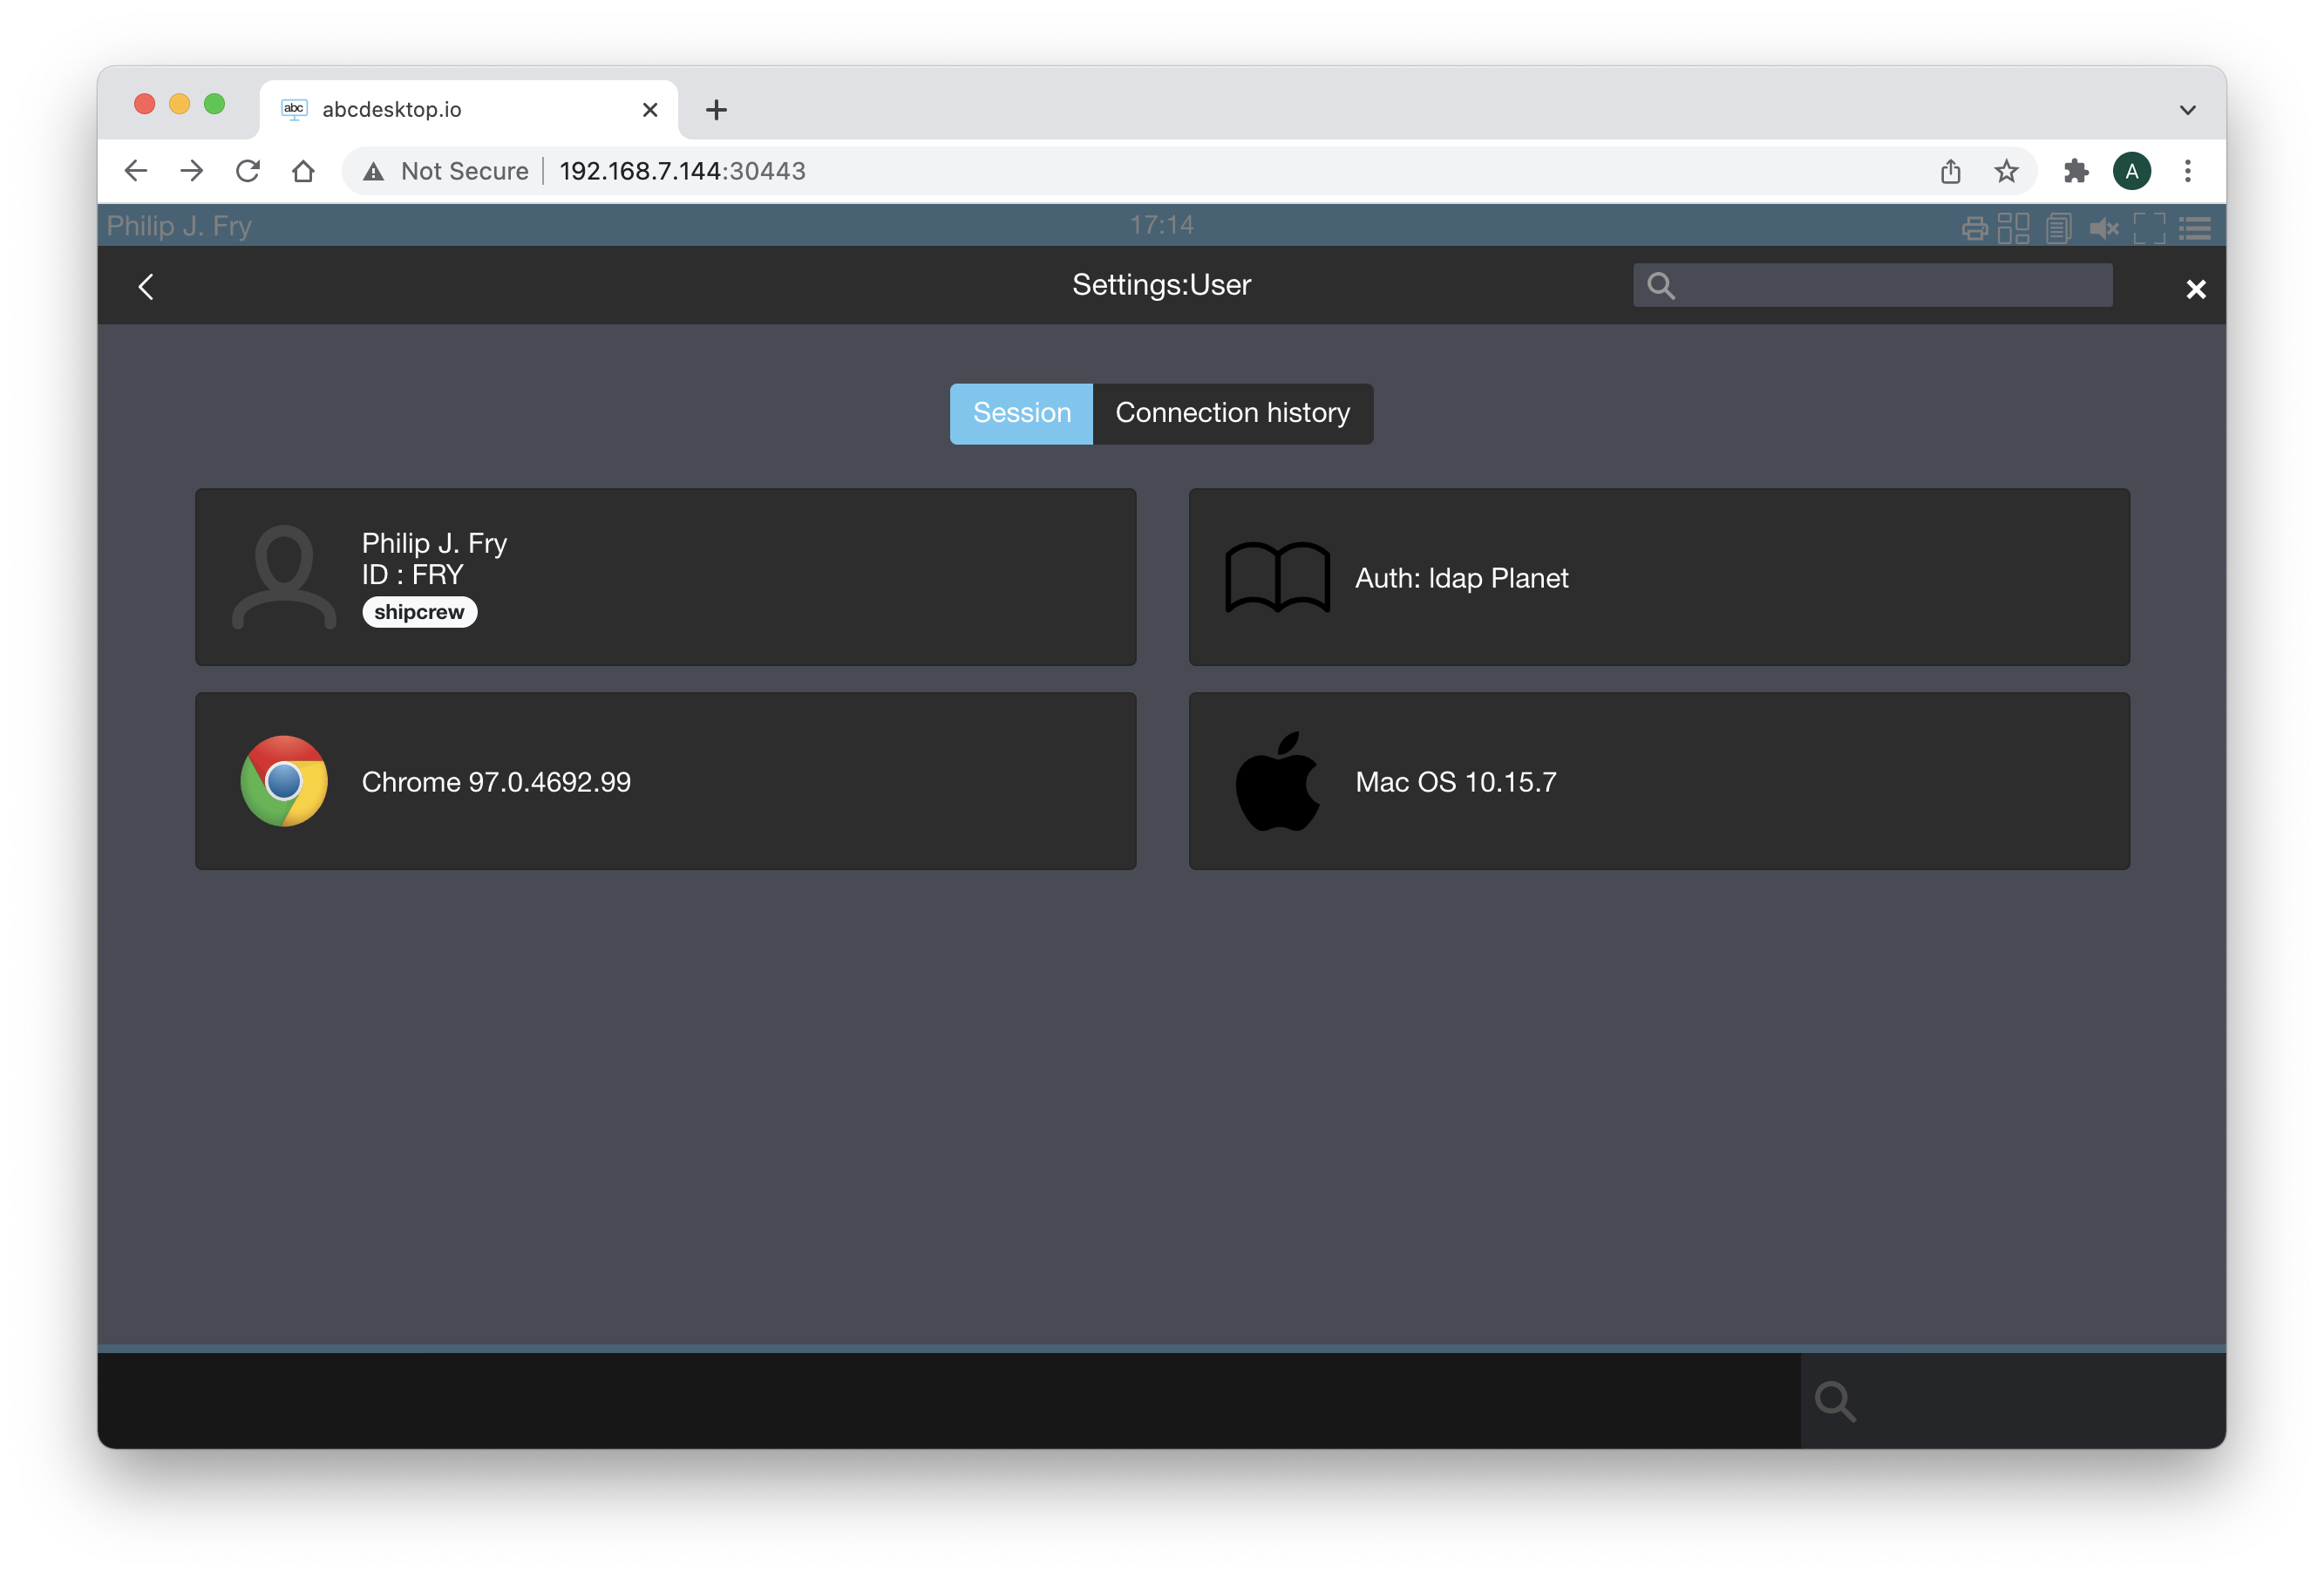 abc abcdesktop.io
Not Secure 192.168.7.144:30443
A
Philip J. Fry 17:14
Settings:User
Session Connection history
Philip J. Fry
ID : FRY
shipcrew
Auth: ldap Planet
Chrome 97.0.4692.99
Mac OS 10.15.7